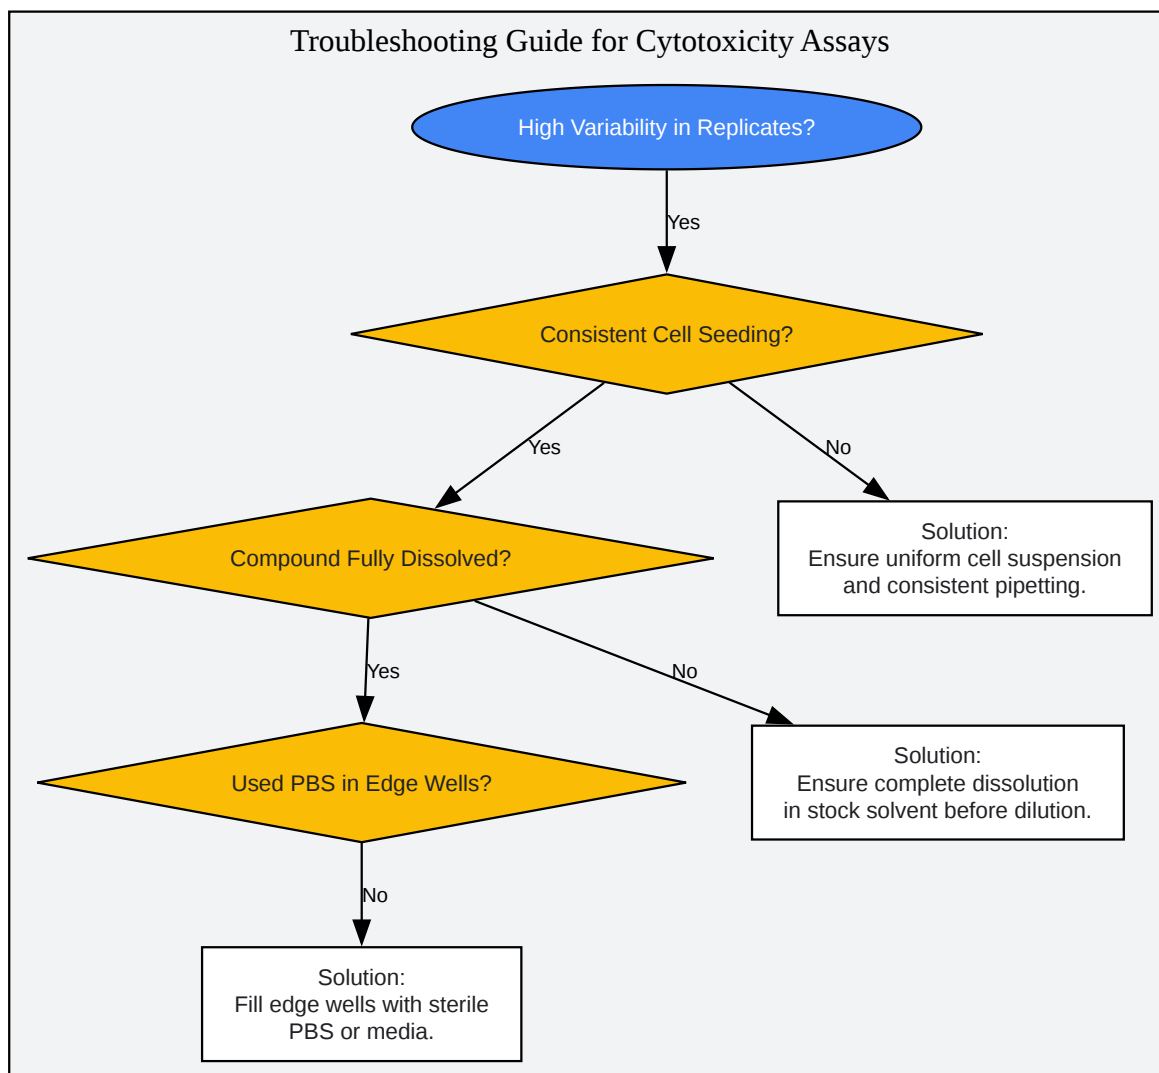 Troubleshooting Guide for Cytotoxicity Assays
High Variability in Replicates?
Yes
Consistent Cell Seeding?
Yes
No
Compound Fully Dissolved?
Solution:
Ensure uniform cell suspension
and consistent pipetting.
Yes
No
Used PBS in Edge Wells?
Solution:
Ensure complete dissolution
in stock solvent before dilution.
No
Solution:
Fill edge wells with sterile
PBS or media.